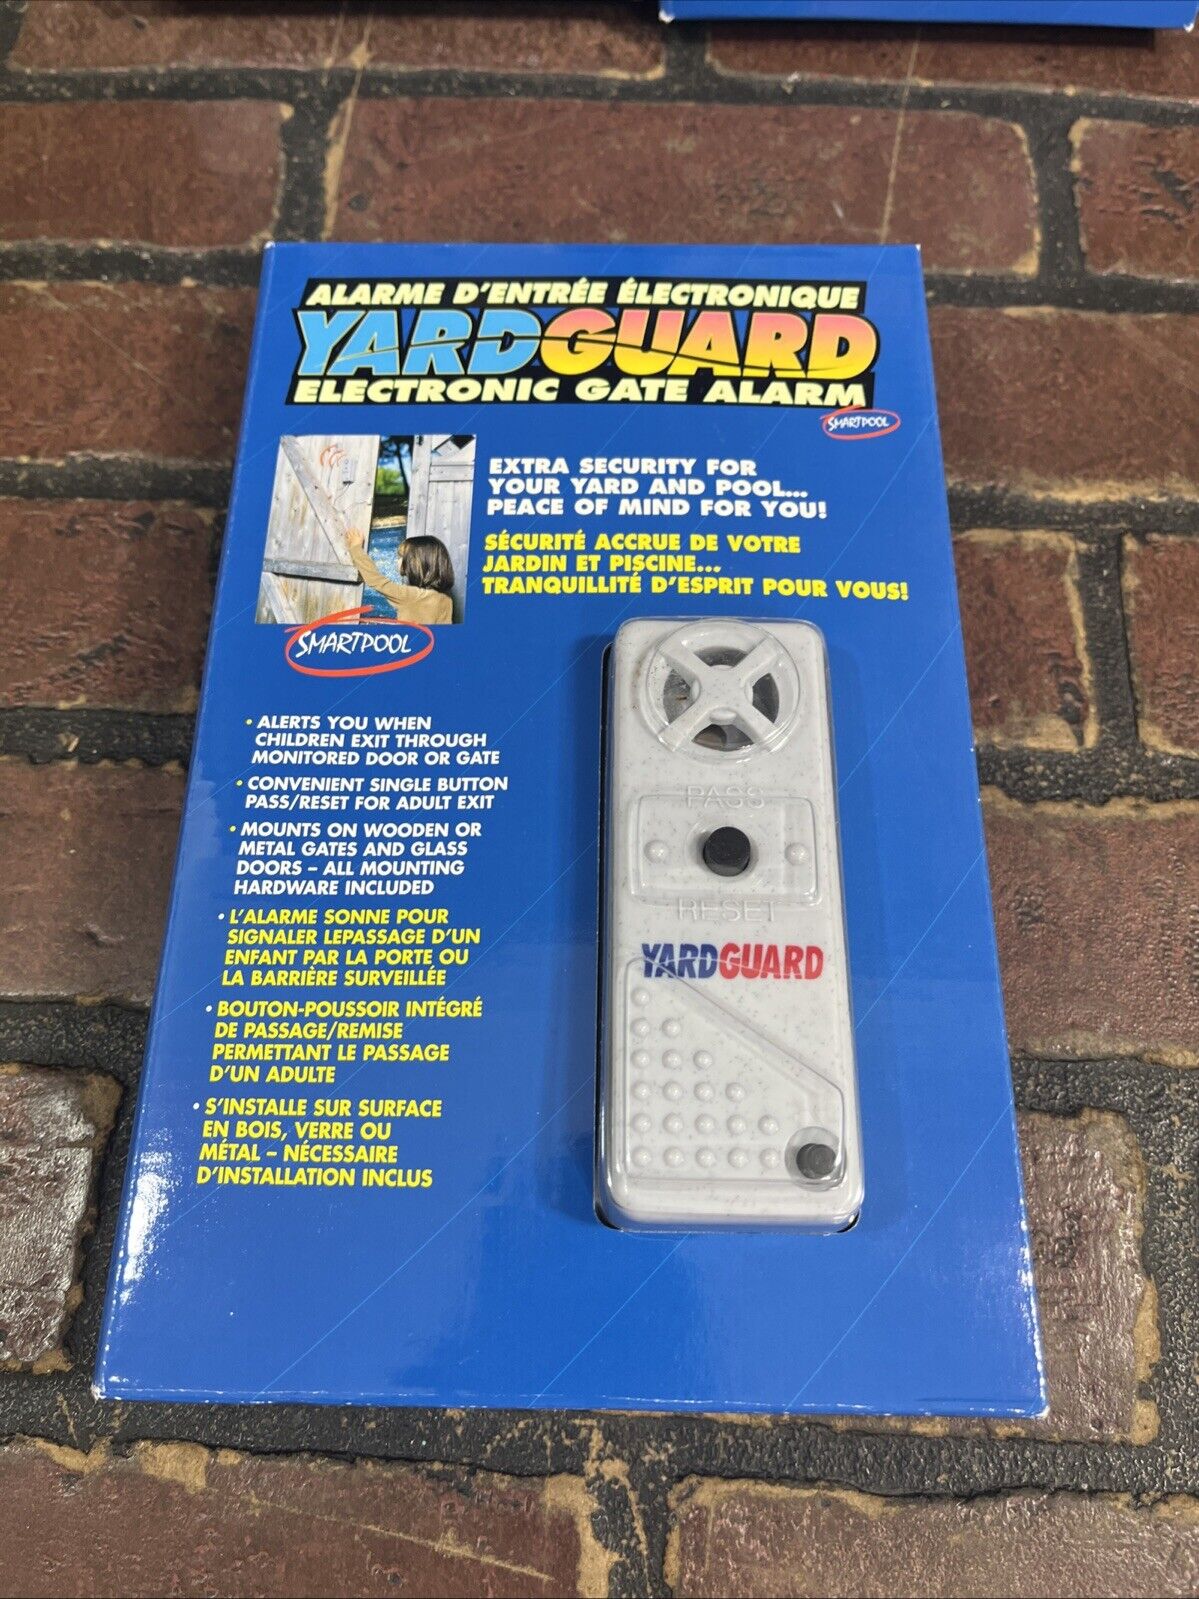 ALARME D'ENTRÉE ÉLECTRONIQUE
YARDGUARD
ELECTRONIC GATE ALARM
SMARTPOOL
EXTRA SECURITY FOR
YOUR YARD AND POOL...
PEACE OF MIND FOR YOU!
SÉCURITÉ ACCRUE DE VOTRE
JARDIN ET PISCINE...
TRANQUILLITÉ D'ESPRIT POUR VOUS!
SMARTPOOL
• ALERTS YOU WHEN
CHILDREN EXIT THROUGH
MONITORED DOOR OR GATE
• CONVENIENT SINGLE BUTTON
PASS/RESET FOR ADULT EXIT
• MOUNTS ON WOODEN OR
METAL GATES AND GLASS
DOORS – ALL MOUNTING
HARDWARE INCLUDED
• L'ALARME SONNE POUR
SIGNALER LEPASSAGE D'UN
ENFANT PAR LA PORTE OU
LA BARRIÈRE SURVEILLÉE
• BOUTON-POUSSOIR INTÉGRÉ
DE PASSAGE/REMISE
PERMETTANT LE PASSAGE
D'UN ADULTE
• S'INSTALLE SUR SURFACE
EN BOIS, VERRE OU
MÉTAL – NÉCESSAIRE
D'INSTALLATION INCLUS
PASS
RESET
YARDGUARD